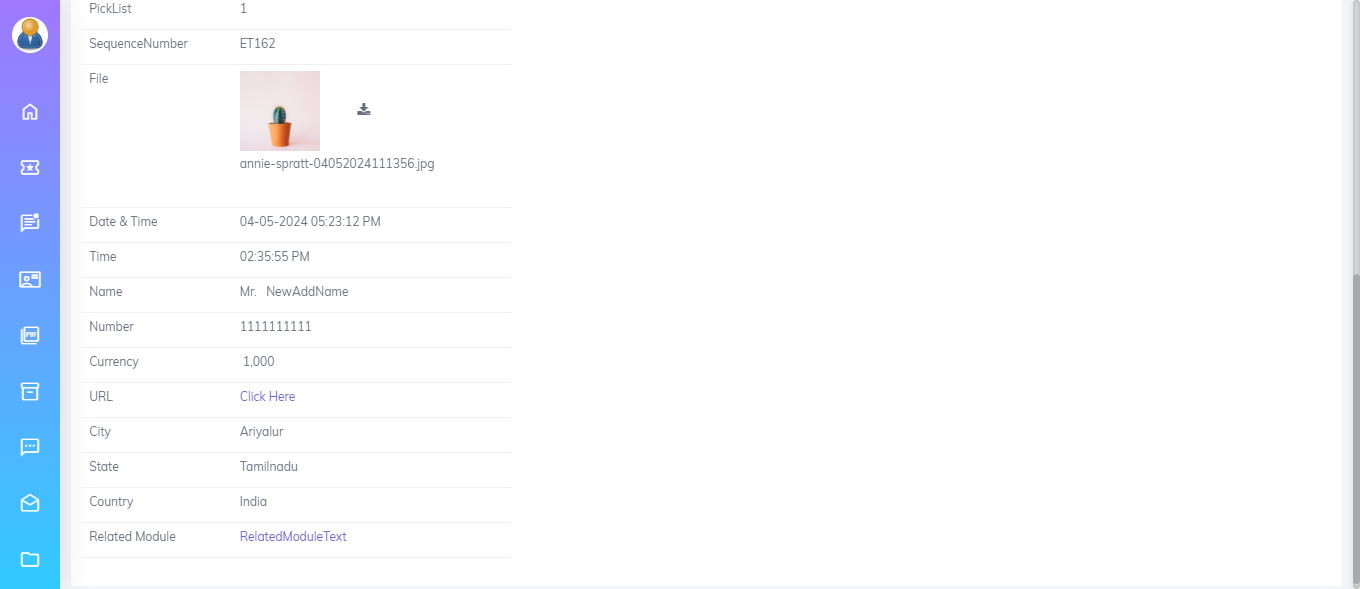 PickList 1
SequenceNumber ET162
File
annie-spratt-04052024111356.jpg
Date & Time 04-05-2024 05:23:12 PM
Time 02:35:55 PM
Name Mr. NewAddName
Number 1111111111
Currency 1,000
URL Click Here
City Ariyalur
State Tamilnadu
Country India
Related Module RelatedModuleText
PDF